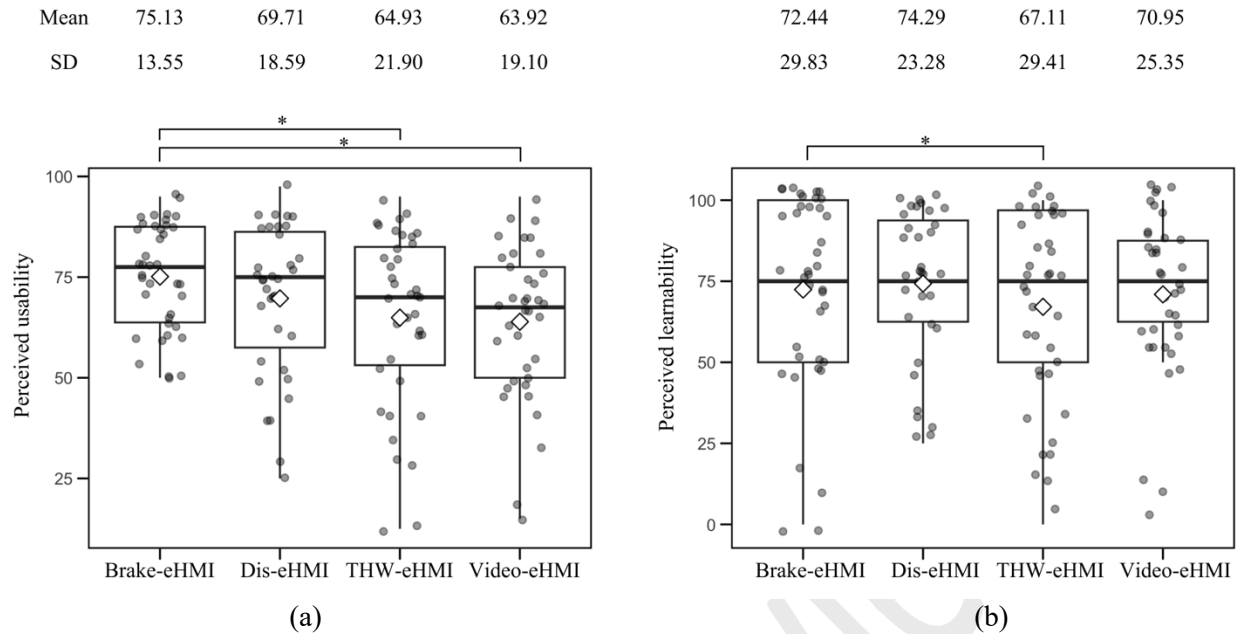 Mean 75.13 69.71 64.93 63.92 72.44 74.29 67.11 70.95
SD 13.55 18.59 21.90 19.10 29.83 23.28 29.41 25.35
* *
*
Perceived usability
100
75
50
25
Brake-eHMI Dis-eHMI THW-eHMI Video-eHMI
(a)
Perceived learnability
100
75
50
25
0
Brake-eHMI Dis-eHMI THW-eHMI Video-eHMI
(b)